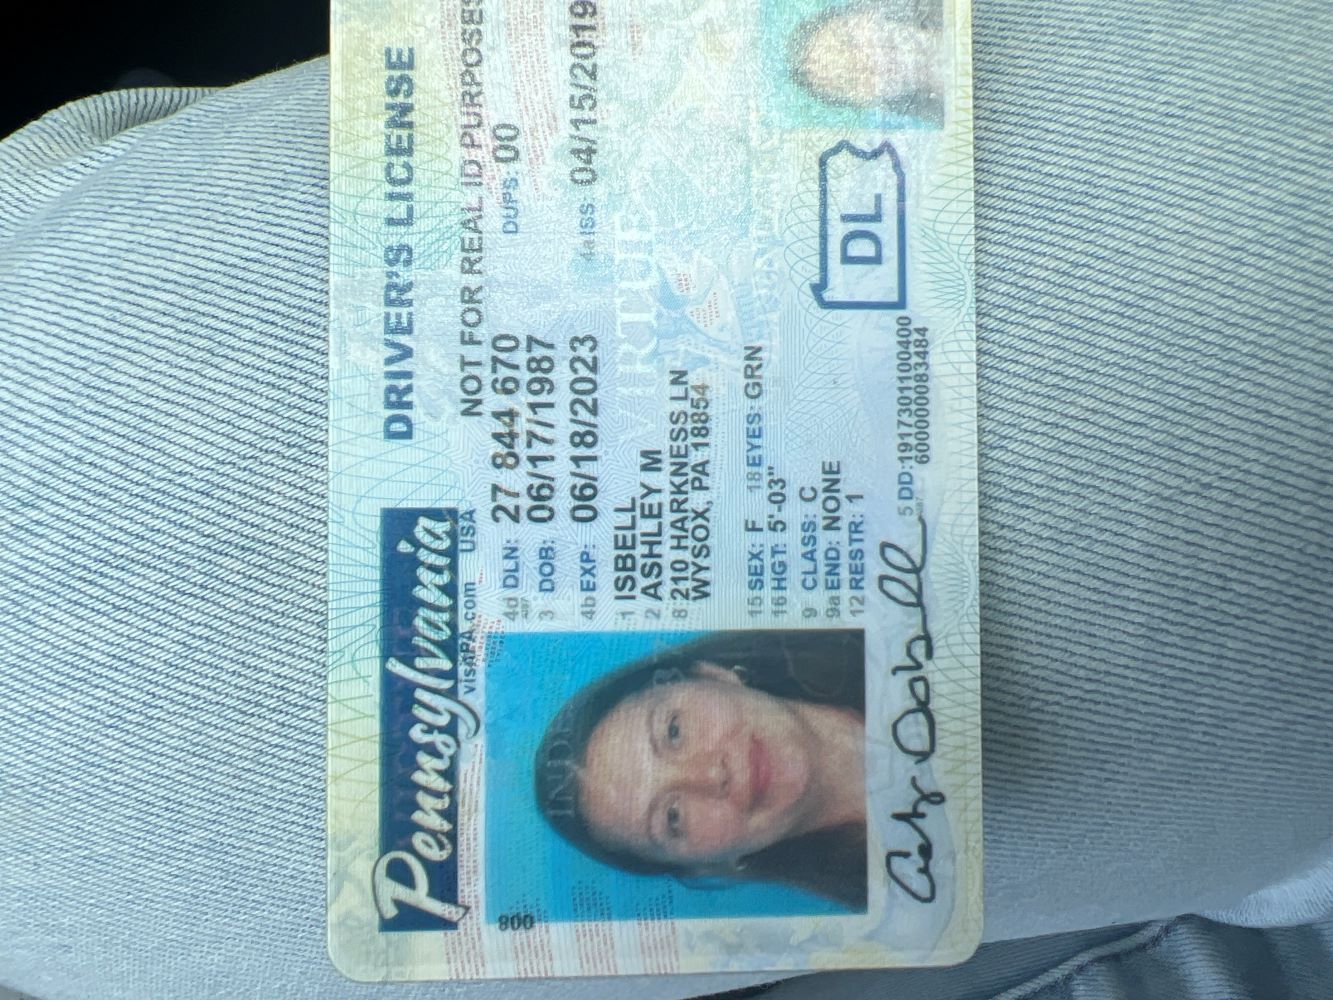 Pennsylvania
visitPA.com USA
DRIVER'S LICENSE
NOT FOR REAL ID PURPOSES
008
4d DLN: 27 844 670 DUPS: 00
3 DOB: 06/17/1987
4b EXP: 06/18/2023 4a ISS: 04/15/2019
1 ISBELL
2 ASHLEY M
8 210 HARKNESS LN
WYSOX, PA 18854
VIRTUE
15 SEX: F 18 EYES: GRN
16 HGT: 5'-03"
9 CLASS: C
9a END: NONE
12 RESTR: 1
DL
5 DD:1917301100400
600000083484